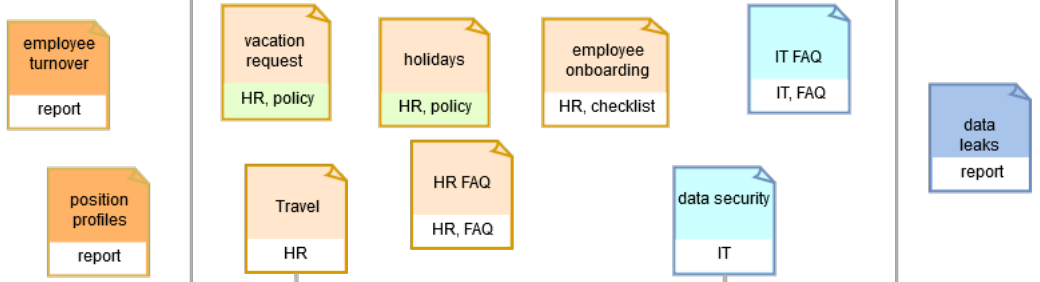 employee
turnover
report
position
profiles
report
vacation
request
HR, policy
holidays
HR, policy
employee
onboarding
HR, checklist
IT FAQ
IT, FAQ
Travel
HR
HR FAQ
HR, FAQ
data security
IT
data
leaks
report